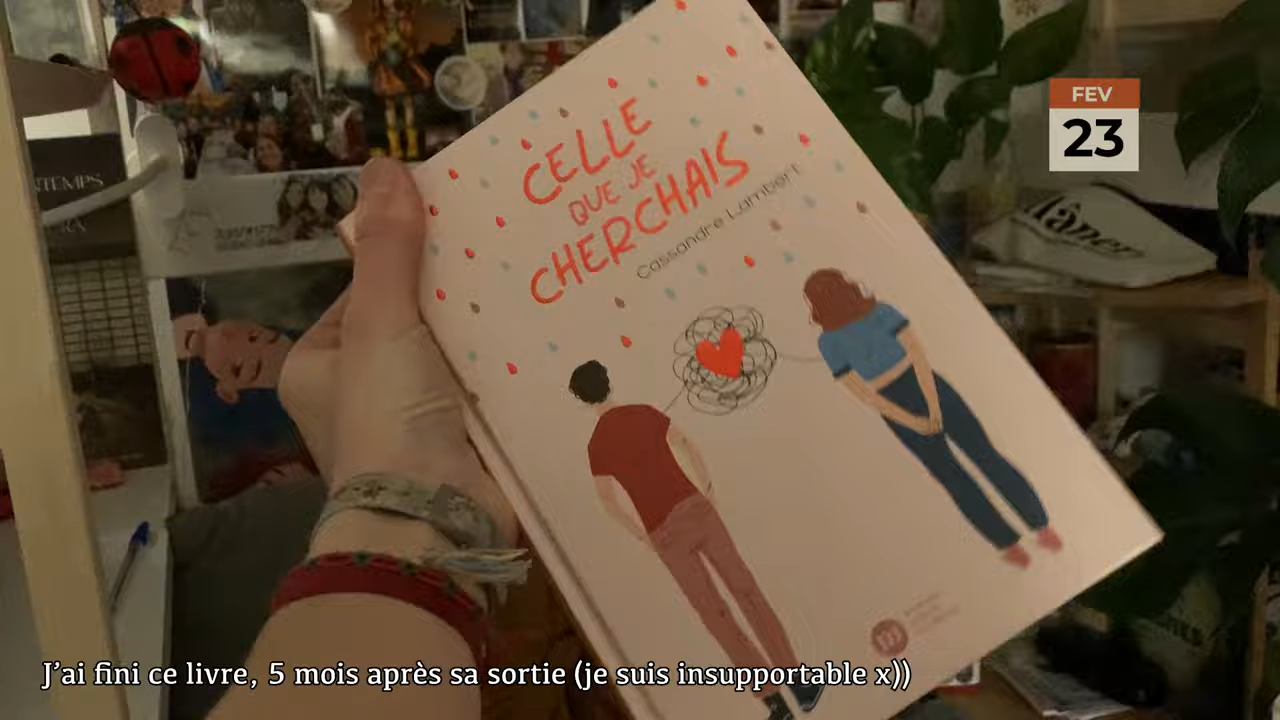 FEV
23
CELLE
QUE JE
CHERCHAIS
Cassandre Lambert
flâner
J'ai fini ce livre, 5 mois après sa sortie (je suis insupportable x))